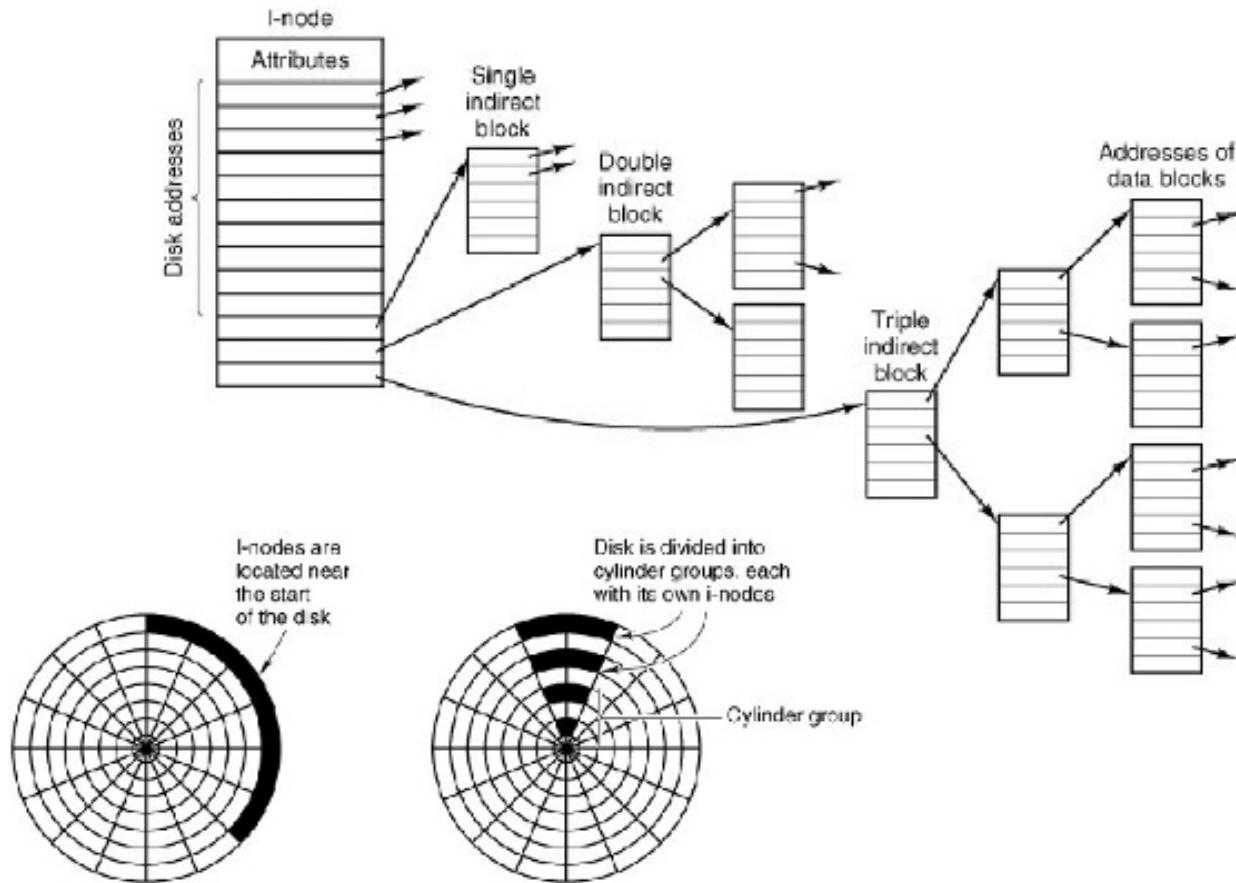 I-node
Attributes
Disk addresses
Single
indirect
block
Double
indirect
block
Triple
indirect
block
Addresses of
data blocks
I-nodes are
located near
the start
of the disk
Disk is divided into
cylinder groups, each
with its own i-nodes
Cylinder group